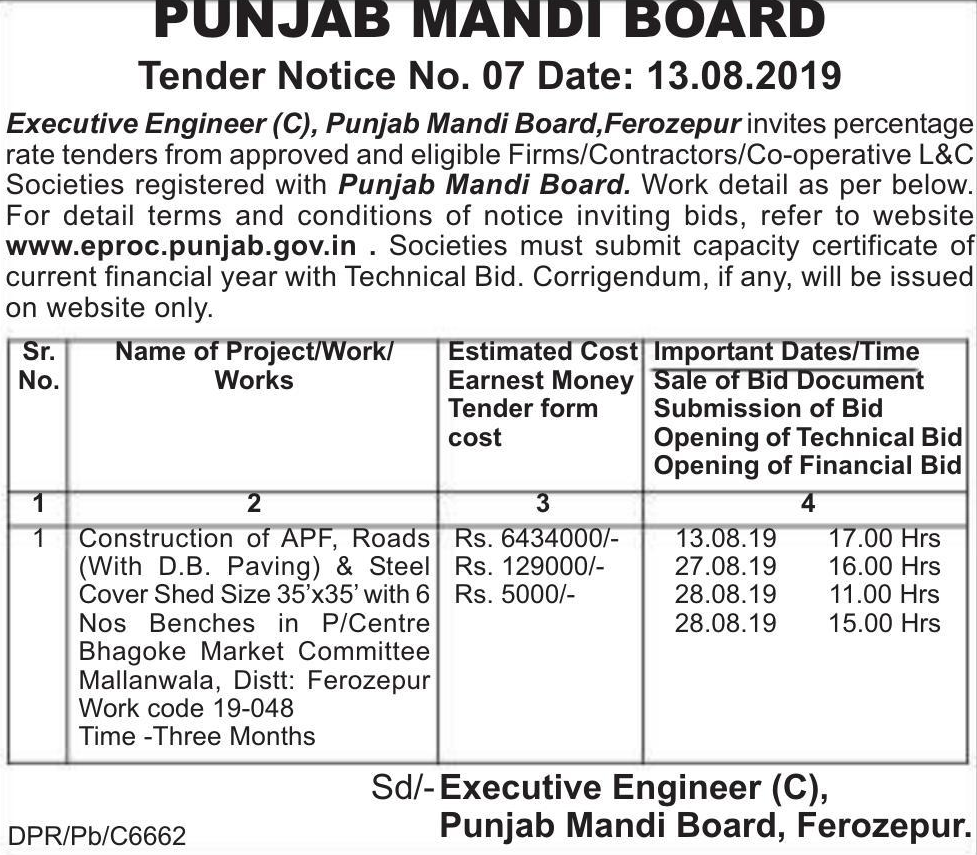 PUNJAB MANDI BOARD
Tender Notice No. 07 Date: 13.08.2019
Executive Engineer (C), Punjab Mandi Board,Ferozepur invites percentage
rate tenders from approved and eligible Firms/Contractors/Co-operative L&C
Societies registered with Punjab Mandi Board. Work detail as per below.
For detail terms and conditions of notice inviting bids, refer to website
www.eproc.punjab.gov.in . Societies must submit capacity certificate of
current financial year with Technical Bid. Corrigendum, if any, will be issued
on website only.
Sr.
No.
Name of Project/Work/
Works
Estimated Cost
Earnest Money
Tender form
cost
Important Dates/Time
Sale of Bid Document
Submission of Bid
Opening of Technical Bid
Opening of Financial Bid
1 2 3 4
1
Construction of APF, Roads
(With D.B. Paving) & Steel
Cover Shed Size 35’x35’ with 6
Nos Benches in P/Centre
Bhagoke Market Committee
Mallanwala, Distt: Ferozepur
Work code 19-048
Time -Three Months
Rs. 6434000/-
Rs. 129000/-
Rs. 5000/-
13.08.19 17.00 Hrs
27.08.19 16.00 Hrs
28.08.19 11.00 Hrs
28.08.19 15.00 Hrs
Sd/- Executive Engineer (C),
Punjab Mandi Board, Ferozepur.
DPR/Pb/C6662